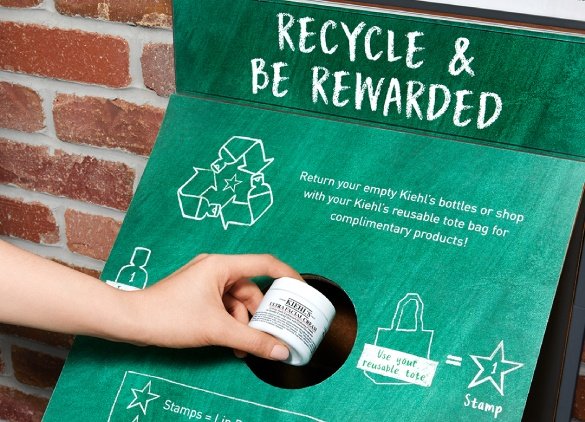 RECYCLE &
BE REWARDED
Return your empty Kiehl's bottles or shop
with your Kiehl's reusable tote bag for
complimentary products!
1
KIEHL'S
ULTRA FACIAL CREAM
Use your
reusable tote
= 1
Stamp
Stamps =